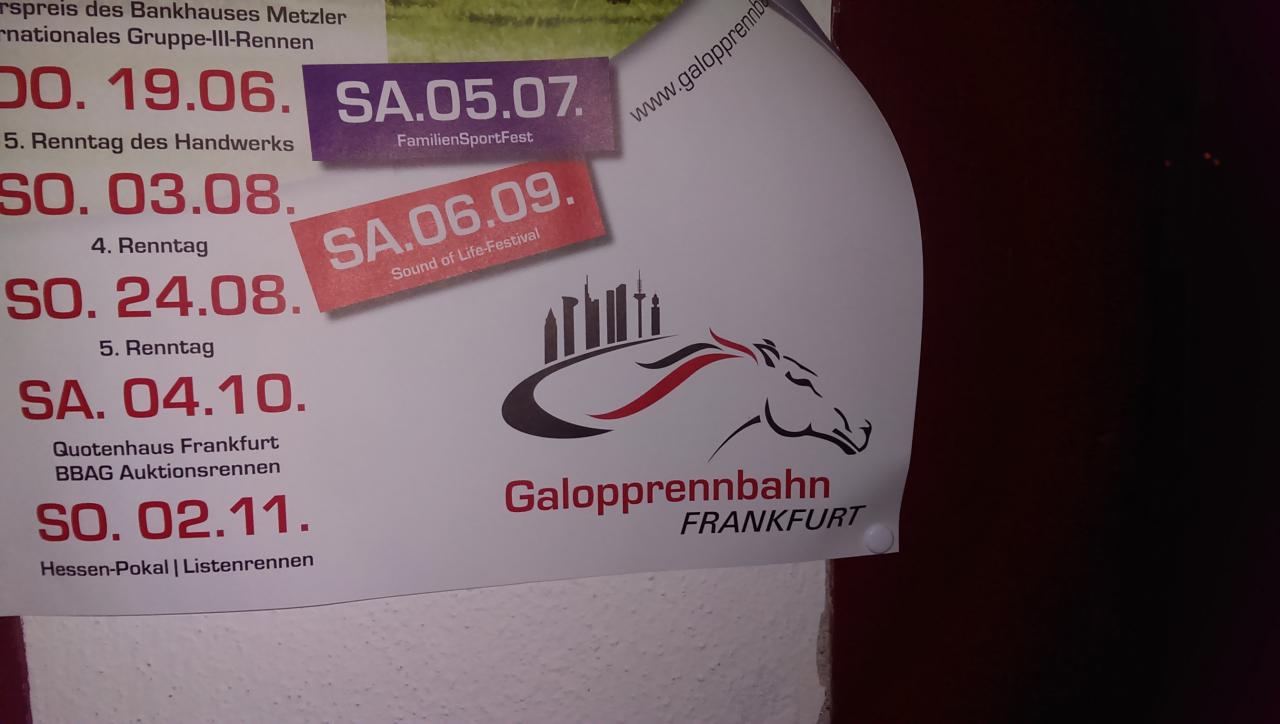 rspreis des Bankhauses Metzler
rnationales Gruppe-III-Rennen
DO. 19.06.
5. Renntag des Handwerks
SO. 03.08.
4. Renntag
SO. 24.08.
5. Renntag
SA. 04.10.
Quotenhaus Frankfurt
BBAG Auktionsrennen
SO. 02.11.
Hessen-Pokal | Listenrennen
SA.05.07.
FamilienSportFest
SA.06.09.
Sound of Life-Festival
www.galopprennb
Galopprennbahn
FRANKFURT